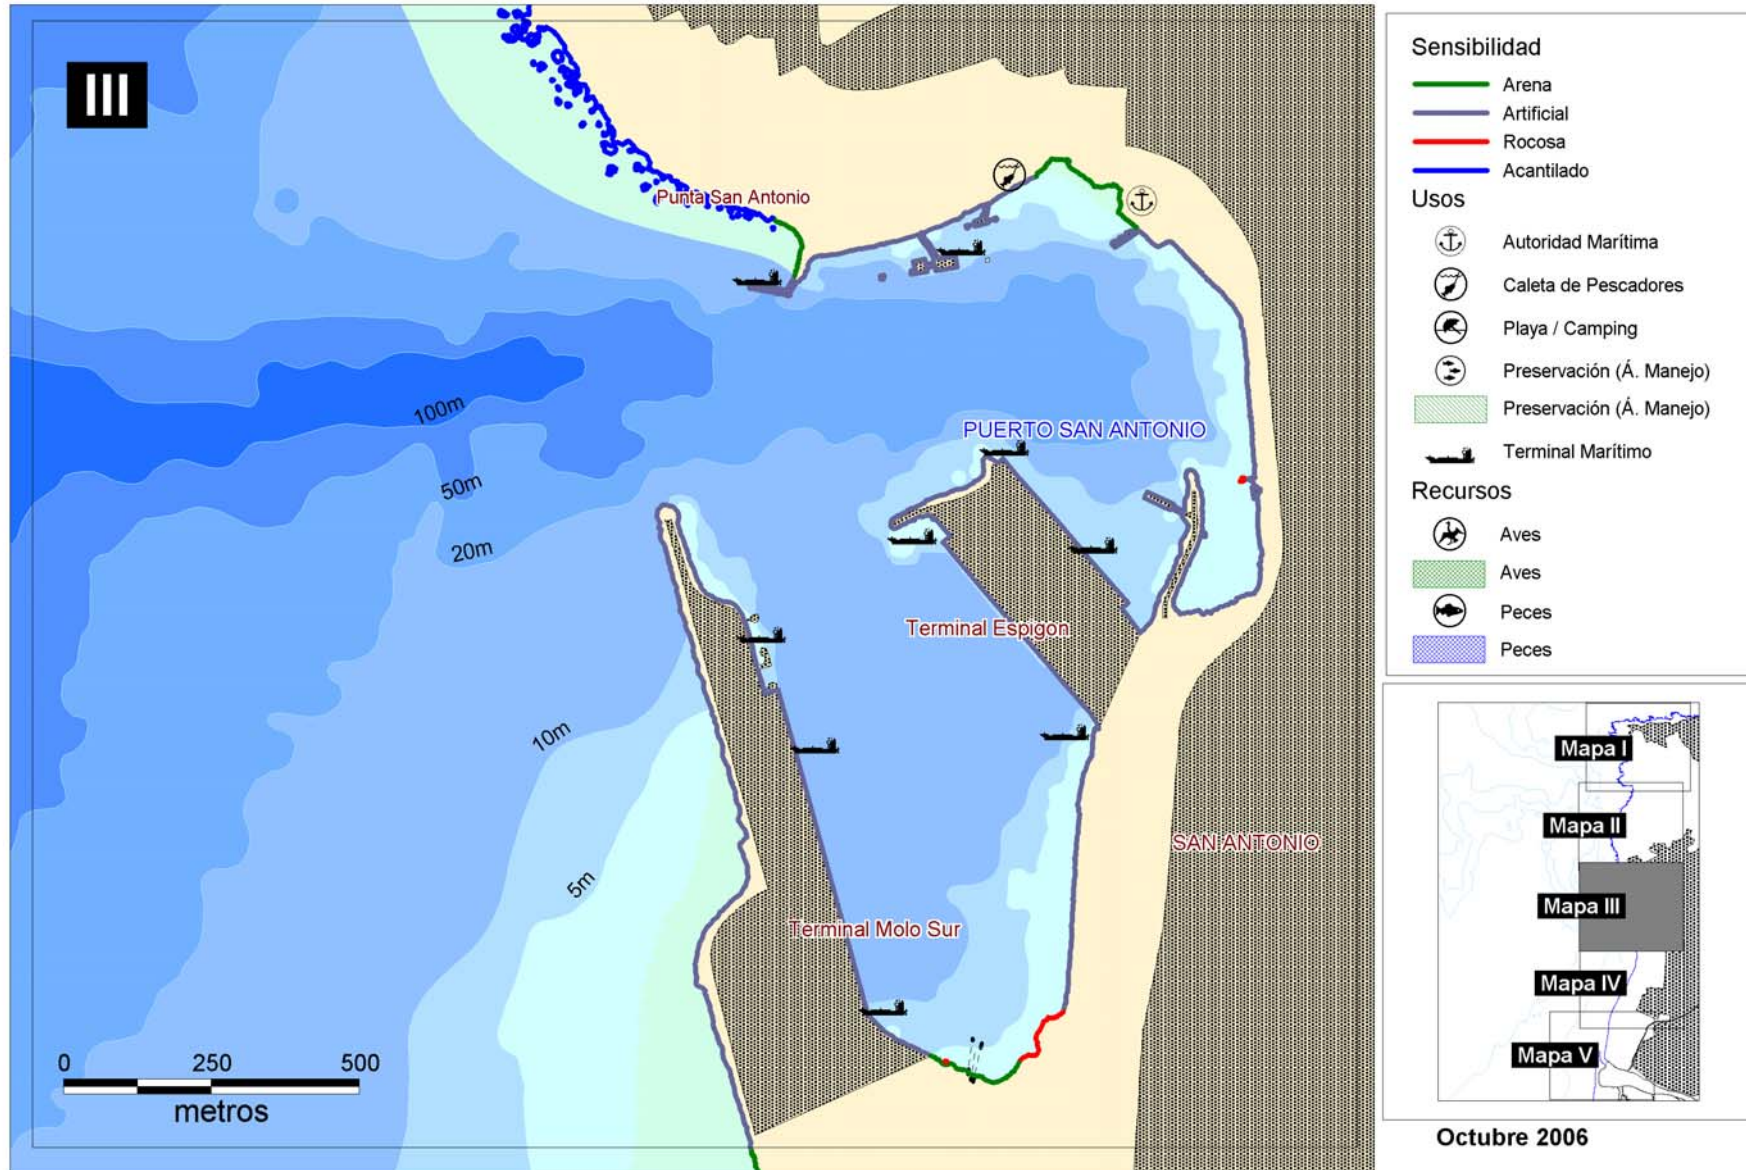 III
Punta San Antonio
100m
50m
20m
10m
5m
PUERTO SAN ANTONIO
Terminal Espigon
SAN ANTONIO
Terminal Molo Sur
0 250 500
metros
Sensibilidad
Arena
Artificial
Rocosa
Acantilado
Usos
Autoridad Marítima
Caleta de Pescadores
Playa / Camping
Preservación (Á. Manejo)
Preservación (Á. Manejo)
Terminal Marítimo
Recursos
Aves
Aves
Peces
Peces
Mapa I
Mapa II
Mapa III
Mapa IV
Mapa V
Octubre 2006